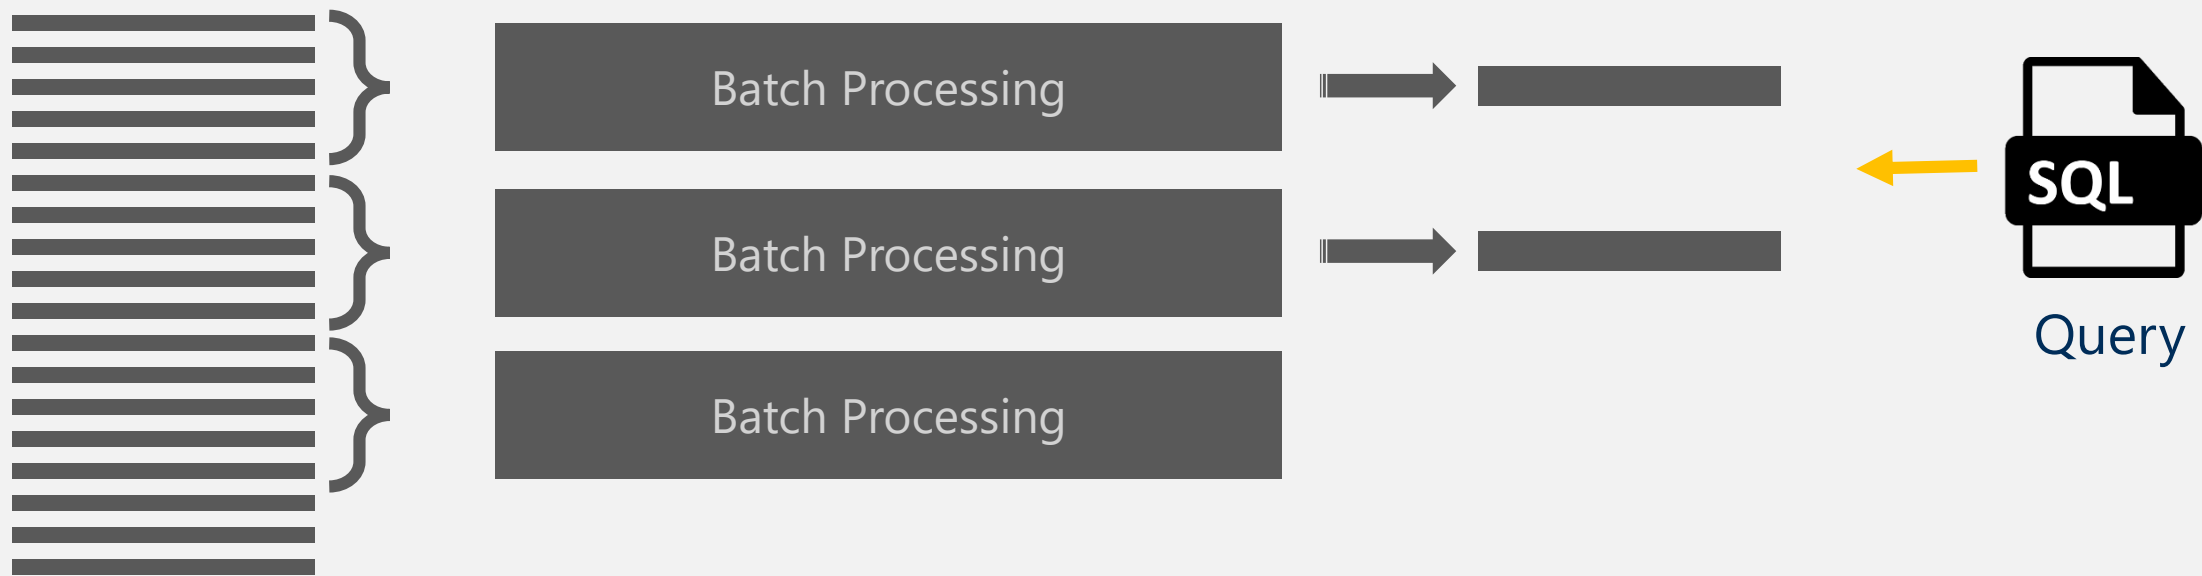 Batch Processing
SQL
Batch Processing
Query
Batch Processing